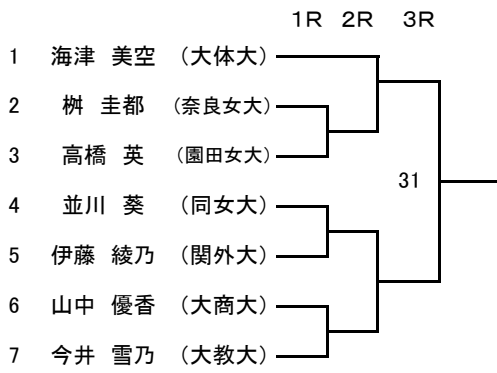 1R 2R 3R
1 海津 美空 (大体大)
2 桝 圭都 (奈良女大)
3 高橋 英 (園田女大)
31
4 並川 葵 (同女大)
5 伊藤 綾乃 (関外大)
6 山中 優香 (大商大)
7 今井 雪乃 (大教大)